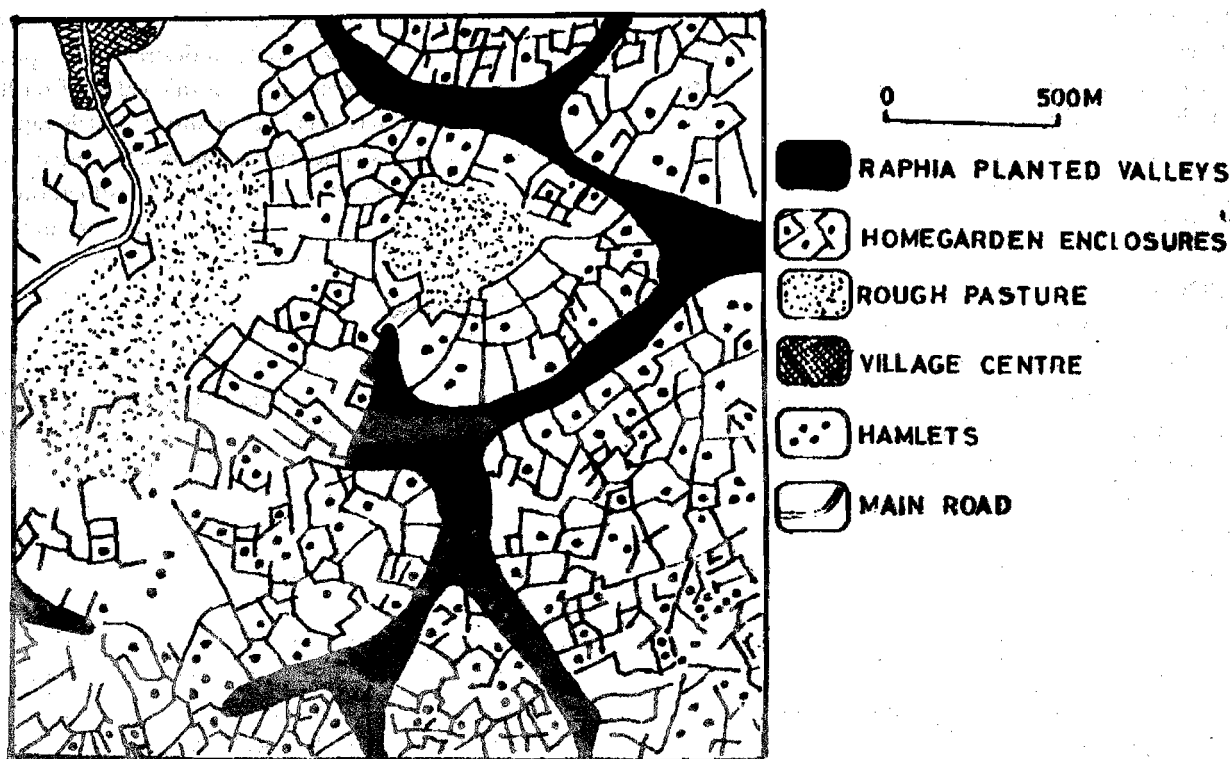 0 500M
RAPHIA PLANTED VALLEYS
HOMEGARDEN ENCLOSURES
ROUGH PASTURE
VILLAGE CENTRE
HAMLETS
MAIN ROAD